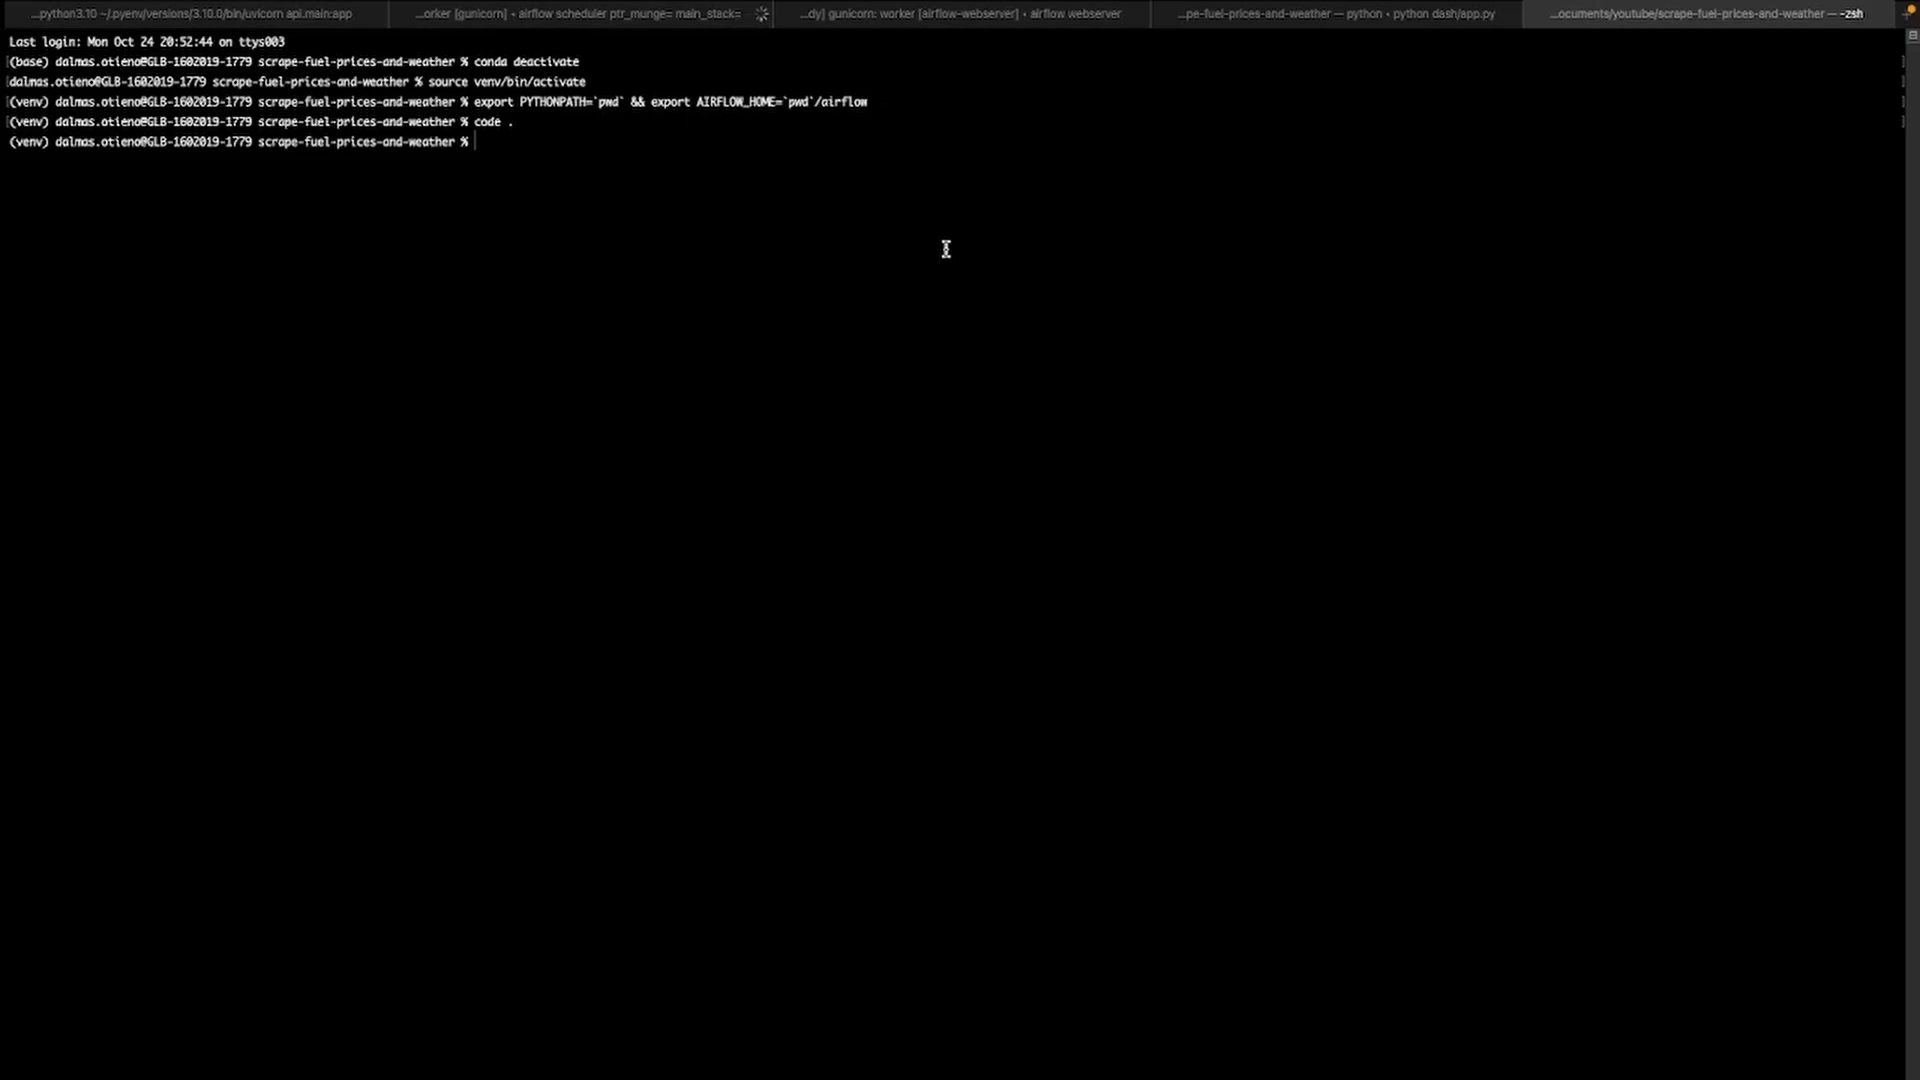 ...python3.10 ~/.pyenv/versions/3.10.0/bin/uvicorn api.main:app
...orker [gunicorn] ◂ airflow scheduler ptr_munge= main_stack=
...dy] gunicorn: worker [airflow-webserver] ◂ airflow webserver
...pe-fuel-prices-and-weather — python ◂ python dash/app.py
...ocuments/youtube/scrape-fuel-prices-and-weather — -zsh
Last login: Mon Oct 24 20:52:44 on ttys003
(base) dalmas.otieno@GLB-1602019-1779 scrape-fuel-prices-and-weather % conda deactivate
dalmas.otieno@GLB-1602019-1779 scrape-fuel-prices-and-weather % source venv/bin/activate
(venv) dalmas.otieno@GLB-1602019-1779 scrape-fuel-prices-and-weather % export PYTHONPATH=`pwd` && export AIRFLOW_HOME=`pwd`/airflow
(venv) dalmas.otieno@GLB-1602019-1779 scrape-fuel-prices-and-weather % code .
(venv) dalmas.otieno@GLB-1602019-1779 scrape-fuel-prices-and-weather %